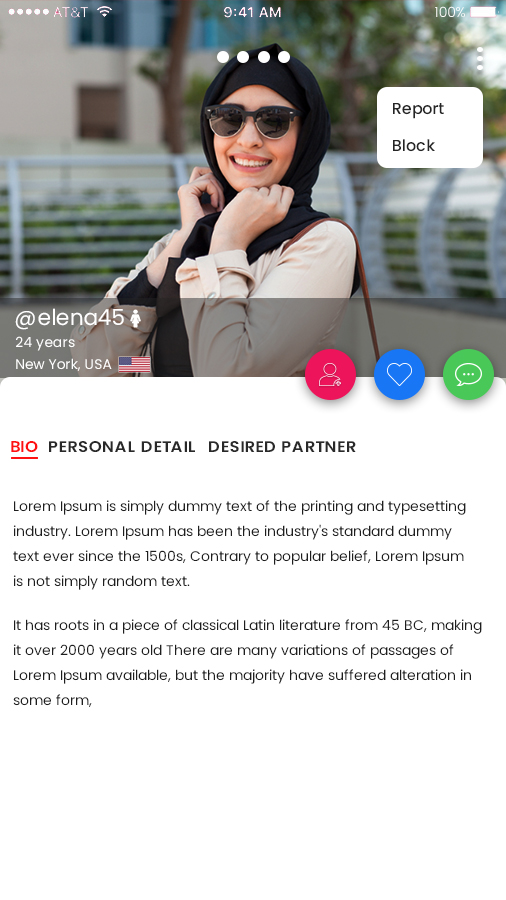 AT&T 9:41 AM 100%
Report
Block
@elena45
24 years
New York, USA
BIO PERSONAL DETAIL DESIRED PARTNER
Lorem Ipsum is simply dummy text of the printing and typesetting
industry. Lorem Ipsum has been the industry's standard dummy
text ever since the 1500s, Contrary to popular belief, Lorem Ipsum
is not simply random text.
It has roots in a piece of classical Latin literature from 45 BC, making
it over 2000 years old There are many variations of passages of
Lorem Ipsum available, but the majority have suffered alteration in
some form,